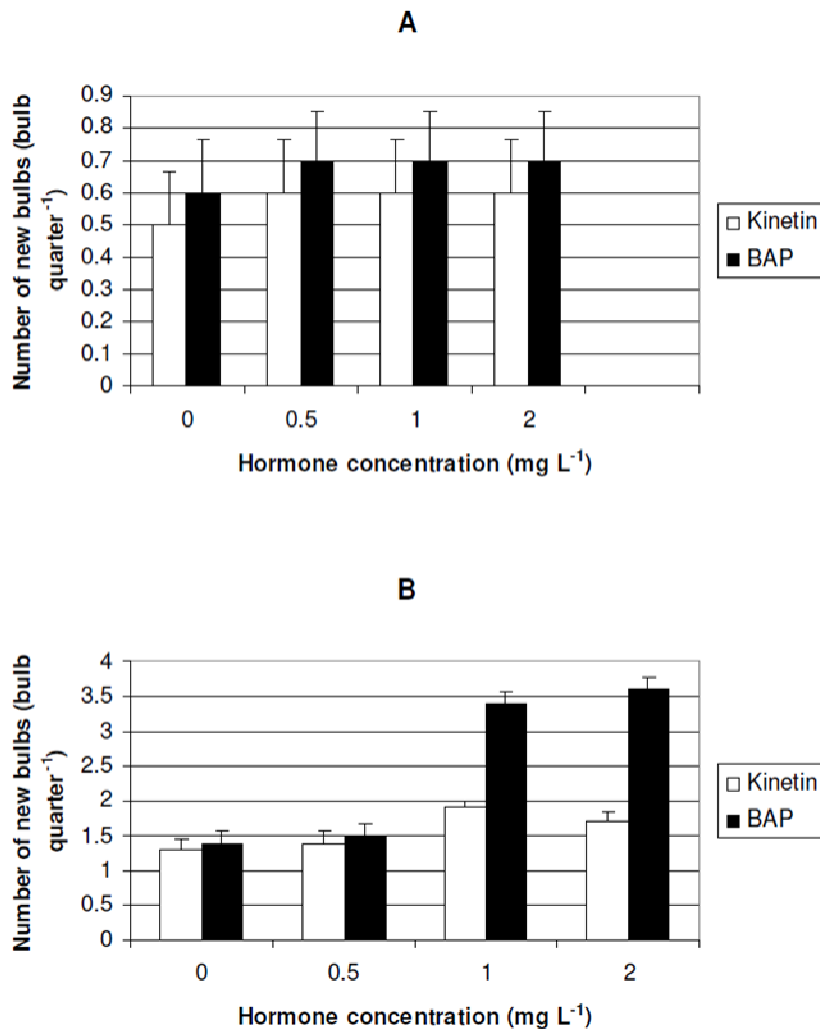 A
Number of new bulbs (bulb
quarter⁻¹)
0.9
0.8
0.7
0.6
0.5
0.4
0.3
0.2
0.1
0
0 0.5 1 2
Hormone concentration (mg L⁻¹)
Kinetin
BAP
B
Number of new bulbs (bulb
quarter⁻¹)
4
3.5
3
2.5
2
1.5
1
0.5
0
0 0.5 1 2
Hormone concentration (mg L⁻¹)
Kinetin
BAP